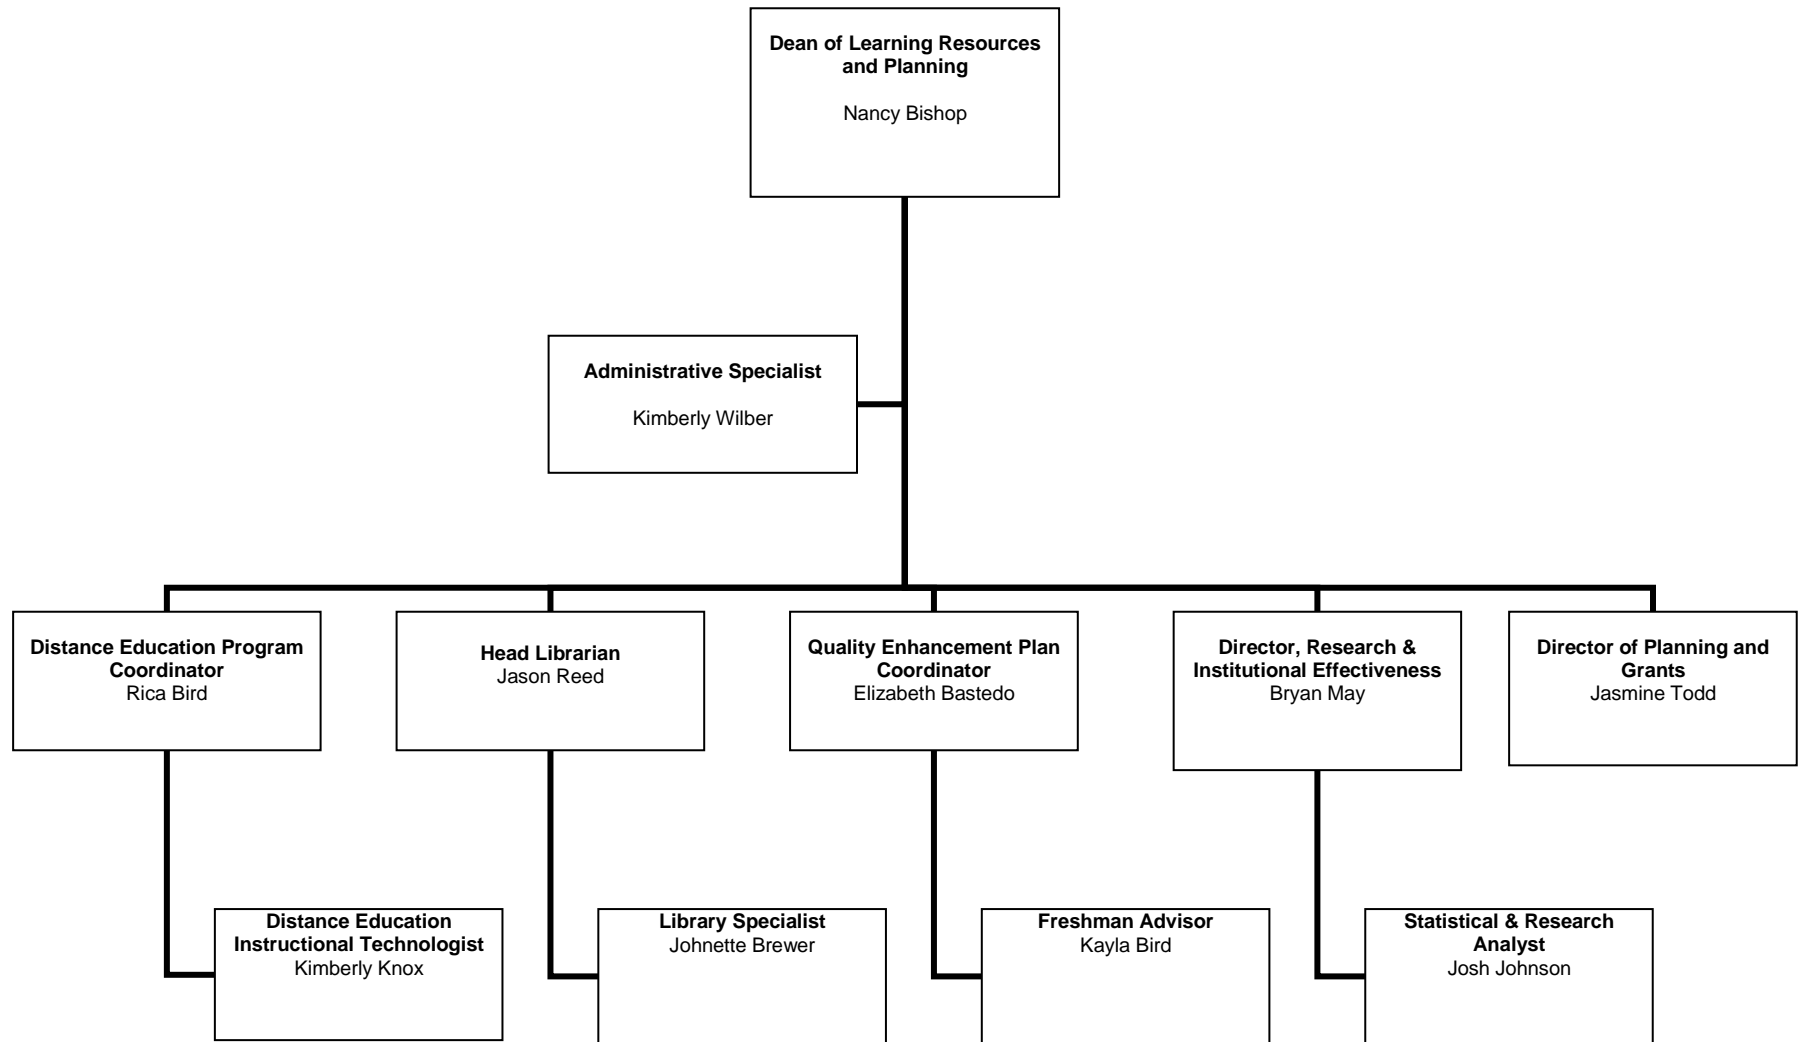 Dean of Learning Resources
and Planning
Nancy Bishop
Administrative Specialist
Kimberly Wilber
Distance Education Program
Coordinator
Rica Bird
Head Librarian
Jason Reed
Quality Enhancement Plan
Coordinator
Elizabeth Bastedo
Director, Research &
Institutional Effectiveness
Bryan May
Director of Planning and
Grants
Jasmine Todd
Distance Education
Instructional Technologist
Kimberly Knox
Library Specialist
Johnette Brewer
Freshman Advisor
Kayla Bird
Statistical & Research
Analyst
Josh Johnson